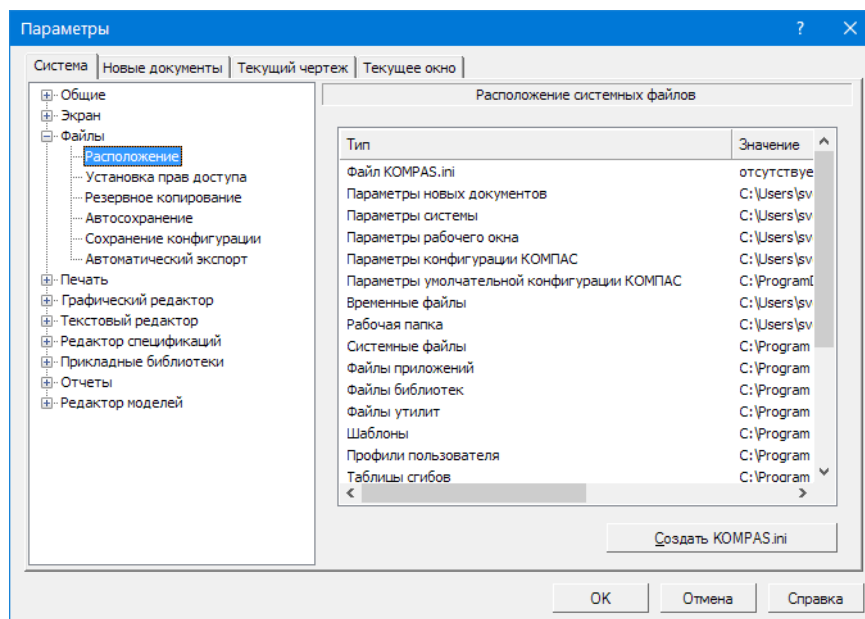 Параметры
?
Система
Новые документы
Текущий чертеж
Текущее окно
Общие
Экран
Файлы
Расположение
Установка прав доступа
Резервное копирование
Автосохранение
Сохранение конфигурации
Автоматический экспорт
Печать
Графический редактор
Текстовый редактор
Редактор спецификаций
Прикладные библиотеки
Отчеты
Редактор моделей
Расположение системных файлов
Тип Значение
Файл KOMPAS.ini отсутствуе
Параметры новых документов C:\Users\sv
Параметры системы C:\Users\sv
Параметры рабочего окна C:\Users\sv
Параметры конфигурации КОМПАС C:\Users\sv
Параметры умолчательной конфигурации КОМПАС C:\ProgramD
Временные файлы C:\Users\sv
Рабочая папка C:\Users\sv
Системные файлы C:\Program
Файлы приложений C:\Program
Файлы библиотек C:\Program
Файлы утилит C:\Program
Шаблоны C:\Program
Профили пользователя C:\Program
Таблицы сгибов C:\Program
Создать KOMPAS.ini
OK
Отмена
Справка